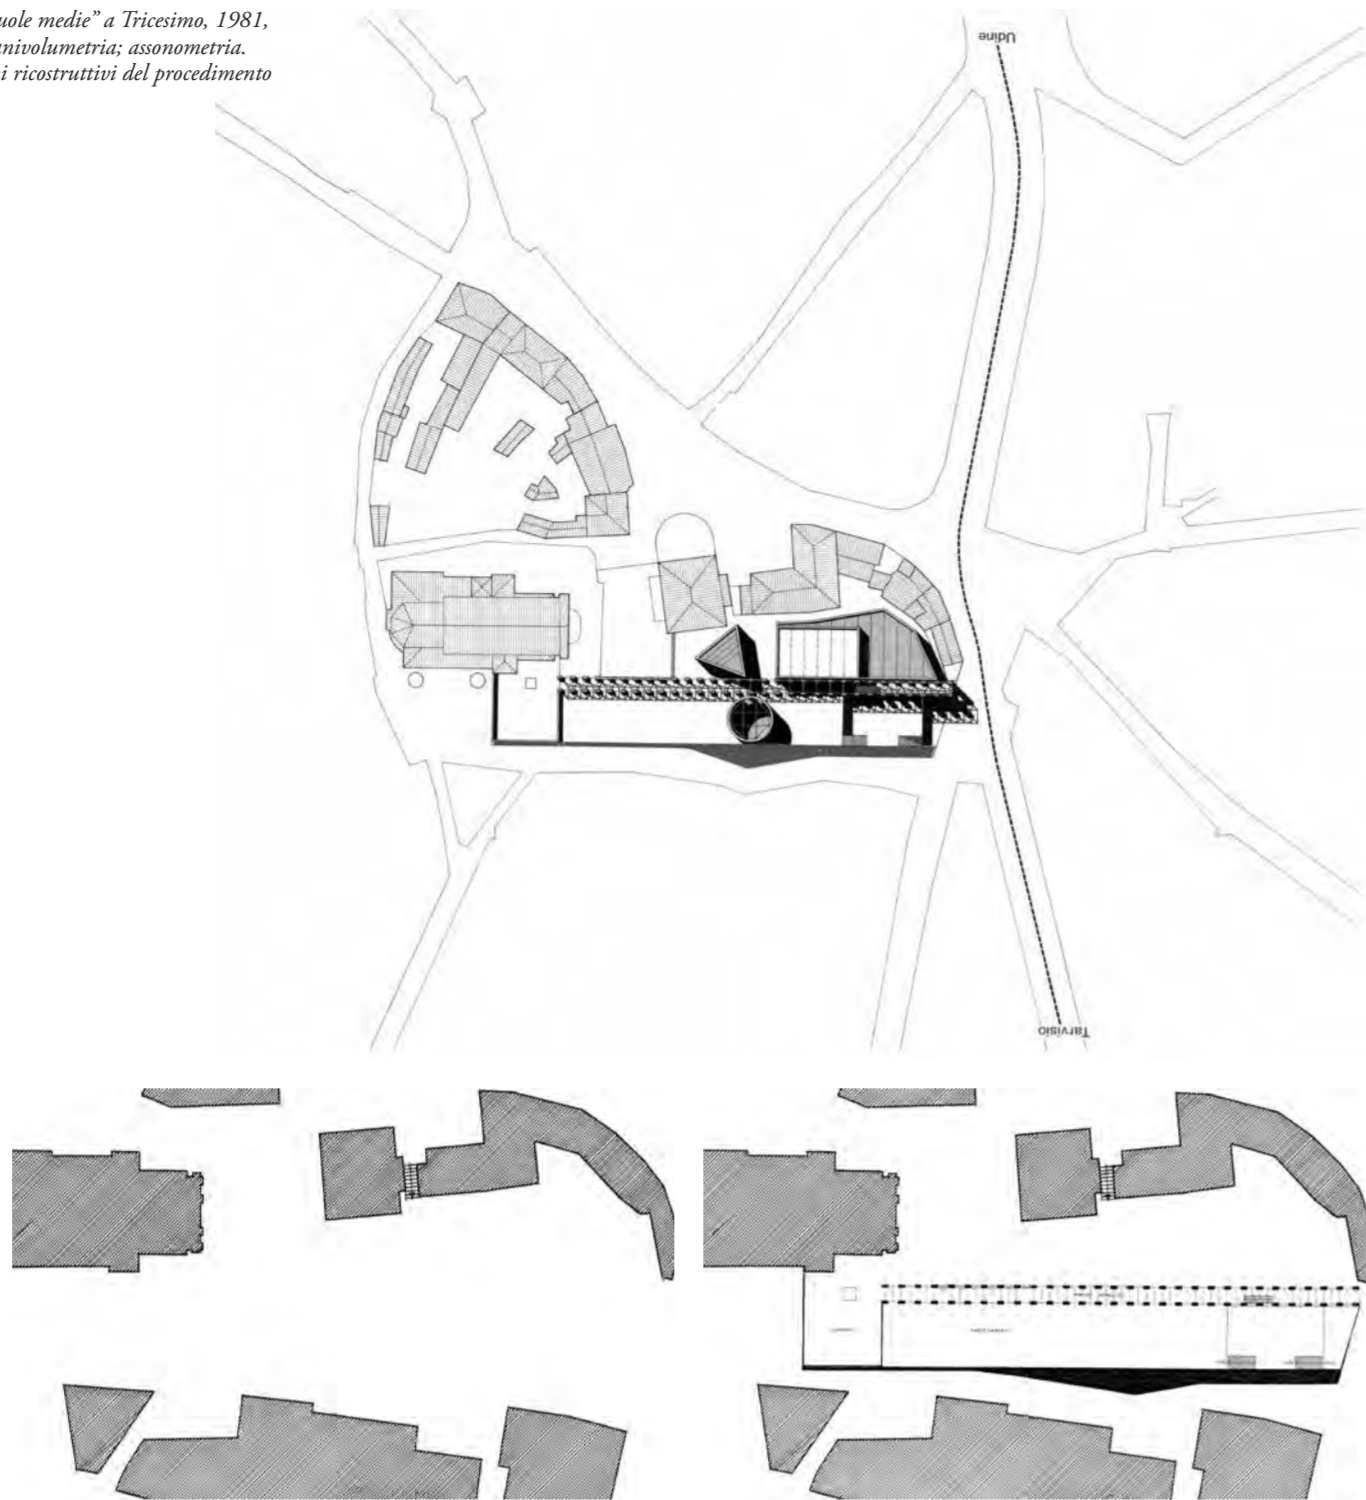 uole medie” a Tricesimo, 1981,
nivolumetria; assonometria.
i ricostruttivi del procedimento
Udine
Tarvisio